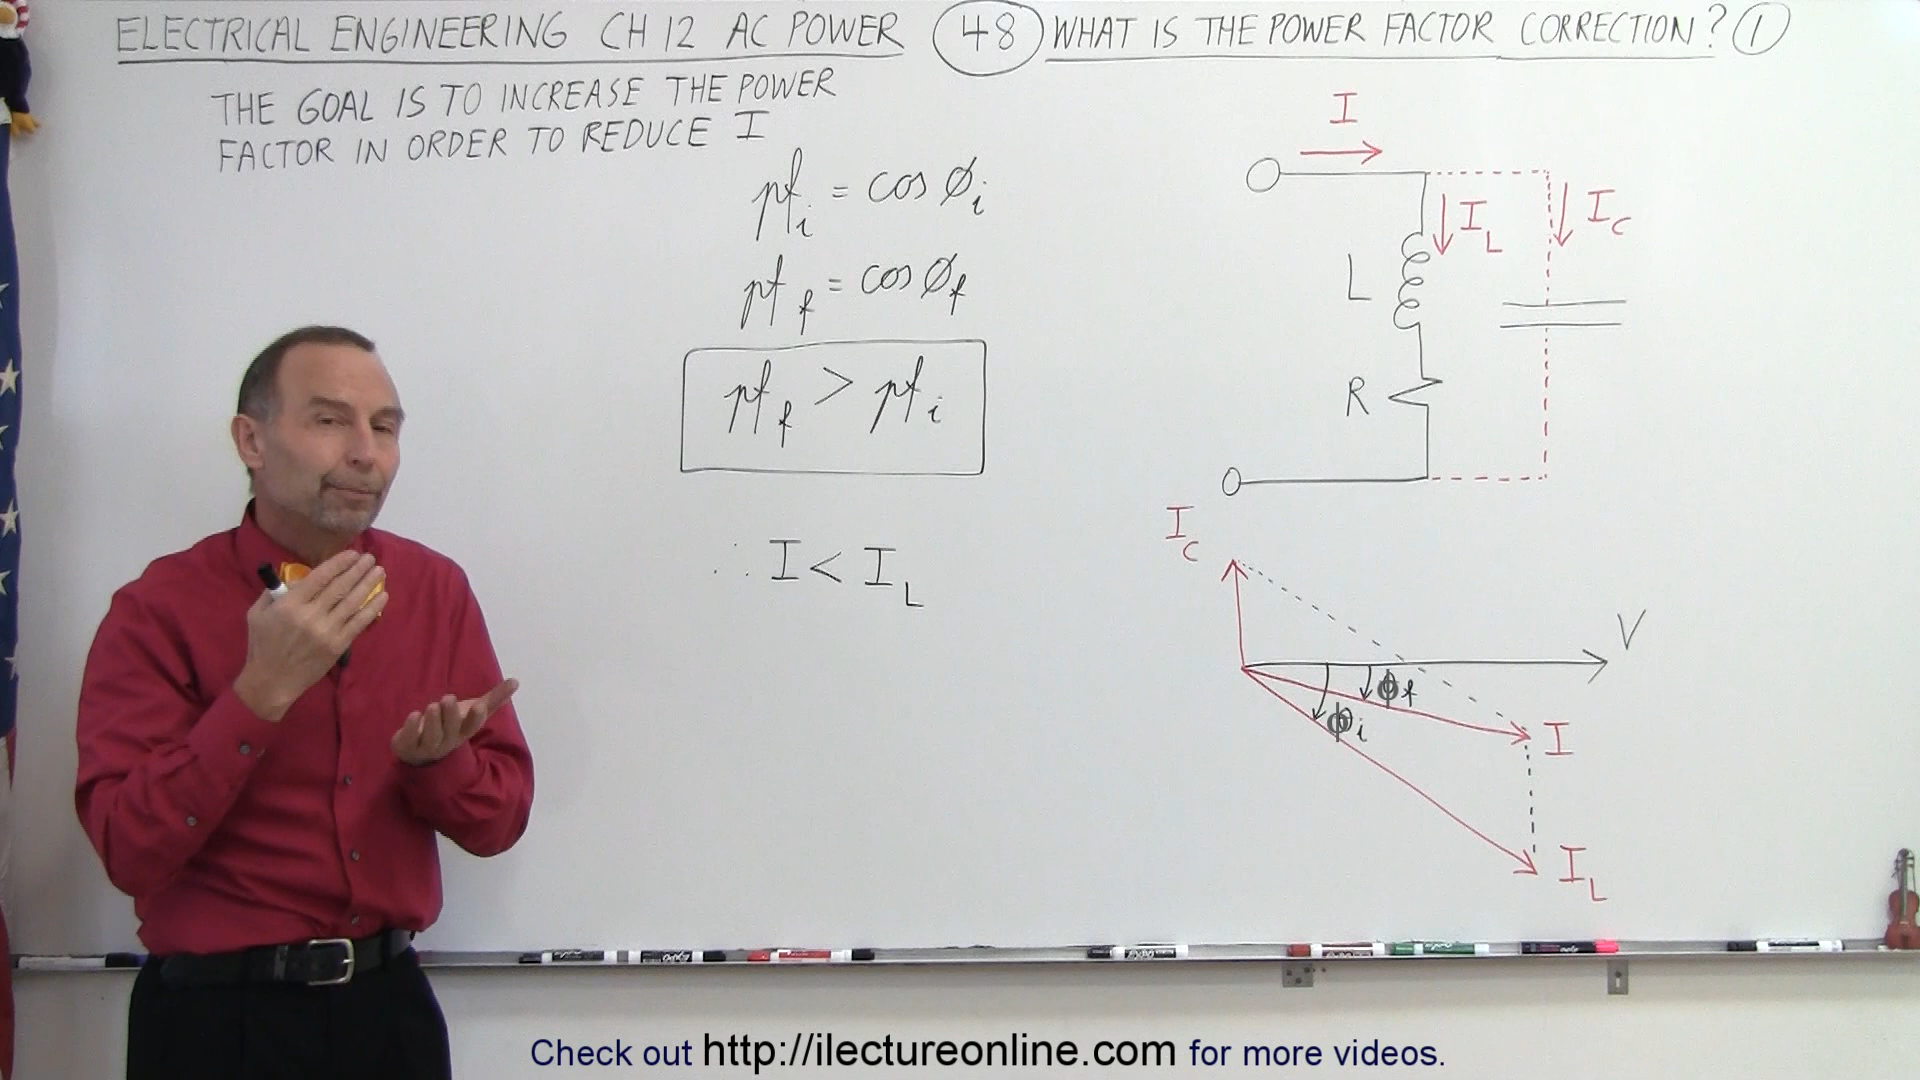 ELECTRICAL ENGINEERING CH 12 AC POWER 48 WHAT IS THE POWER FACTOR CORRECTION? 1
THE GOAL IS TO INCREASE THE POWER
FACTOR IN ORDER TO REDUCE I
pf_i = cos ϕ_i
pf_f = cos ϕ_f
pf_f > pf_i
∴ I < I_L
I
I_L
I_C
L
R
I_C
V
ϕ_f
ϕ_i
I
I_L
EXPO
Check out http://ilectureonline.com for more videos.